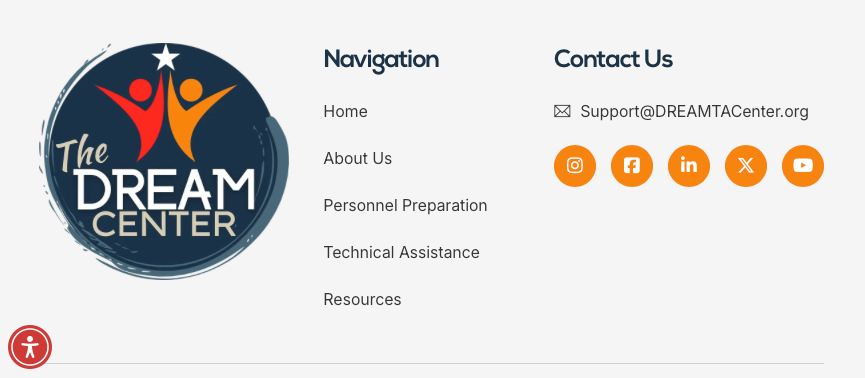 The
DREAM
CENTER
Navigation
Home
About Us
Personnel Preparation
Technical Assistance
Resources
Contact Us
Support@DREAMTACenter.org